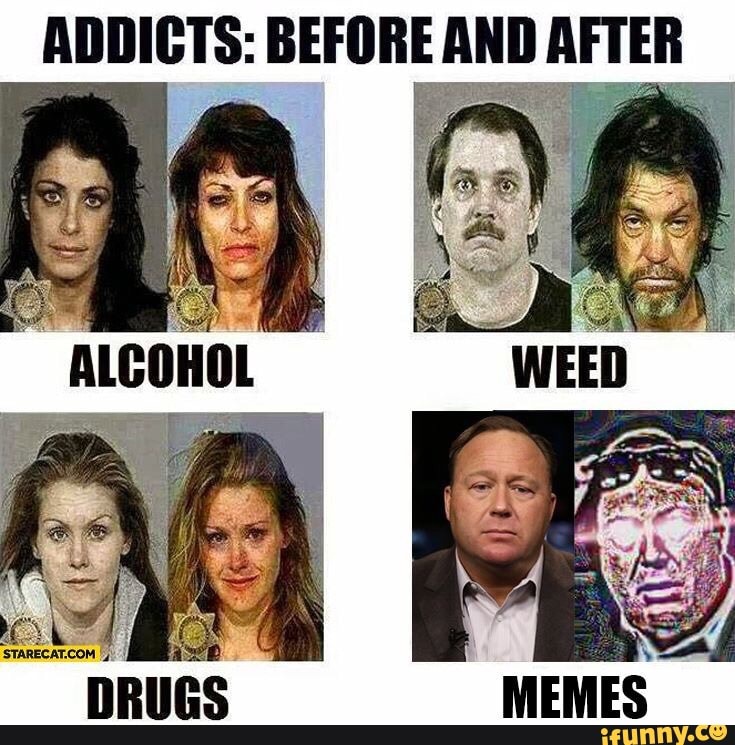 ADDICTS: BEFORE AND AFTER
ALCOHOL
WEED
STARECAT.COM
DRUGS
MEMES
ifunny.co